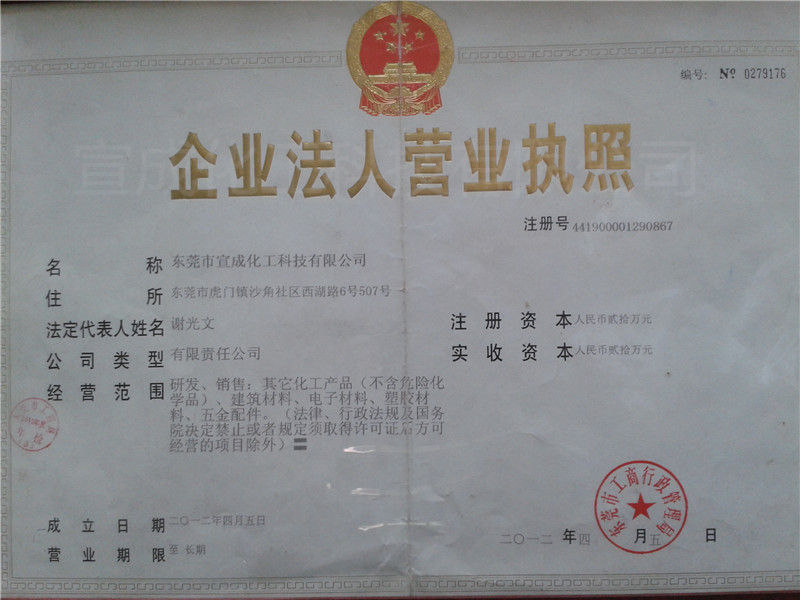 编号: Nº 0279176
企业法人营业执照
注册号 441900001290867
名 称 东莞市宣成化工科技有限公司
住 所 东莞市虎门镇沙角社区西湖路6号507号
法定代表人姓名 谢光文
注 册 资 本 人民币贰拾万元
公 司 类 型 有限责任公司
实 收 资 本 人民币贰拾万元
经 营 范 围 研发、销售：其它化工产品（不含危险化
学品）、建筑材料、电子材料、塑胶材
料、五金配件。（法律、行政法规及国务
院决定禁止或者规定须取得许可证后方可
经营的项目除外）
东莞市工商行政管理局
成 立 日 期 二〇一二年四月五日
营 业 期 限 至 长期
二〇一二 年 四 月 五 日